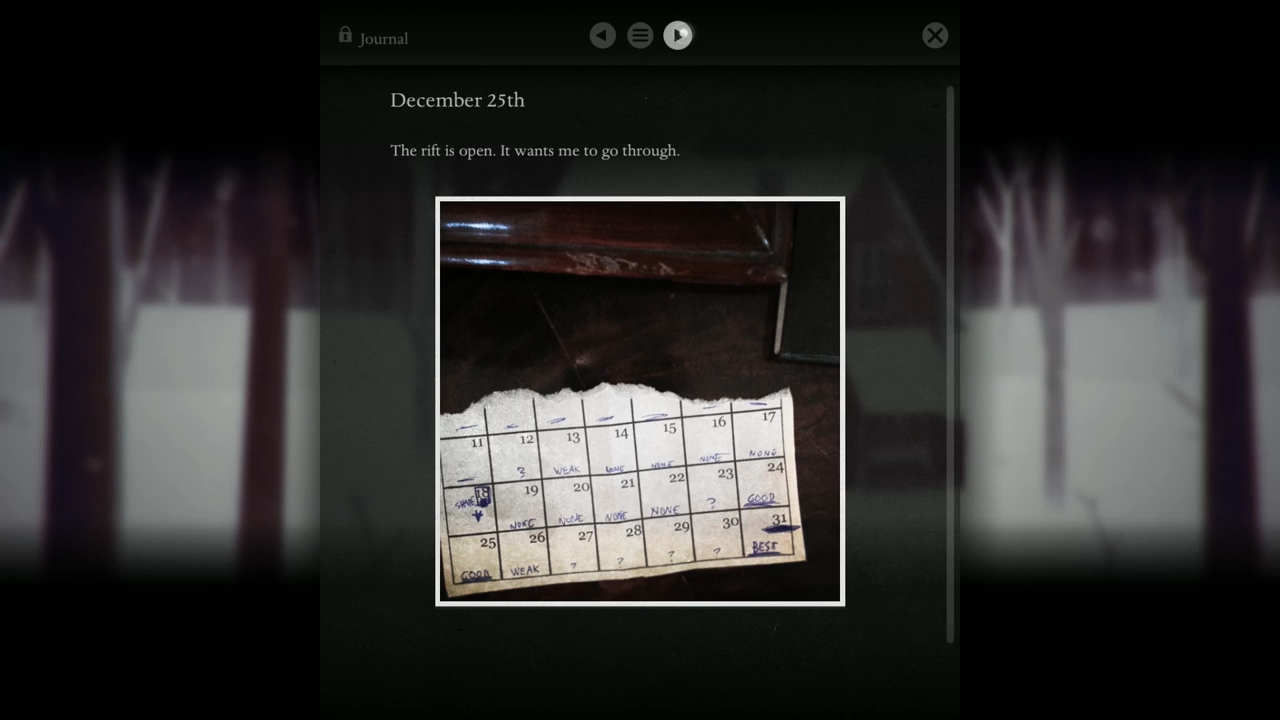 Journal
December 25th
The rift is open. It wants me to go through.
11 12 13 14 15 16 17
? WEAK NONE NONE NONE NONE
18 19 20 21 22 23 24
NONE NONE NONE NONE ? GOOD
25 26 27 28 29 30 31
GOOD WEAK ? ? ? ? BEST